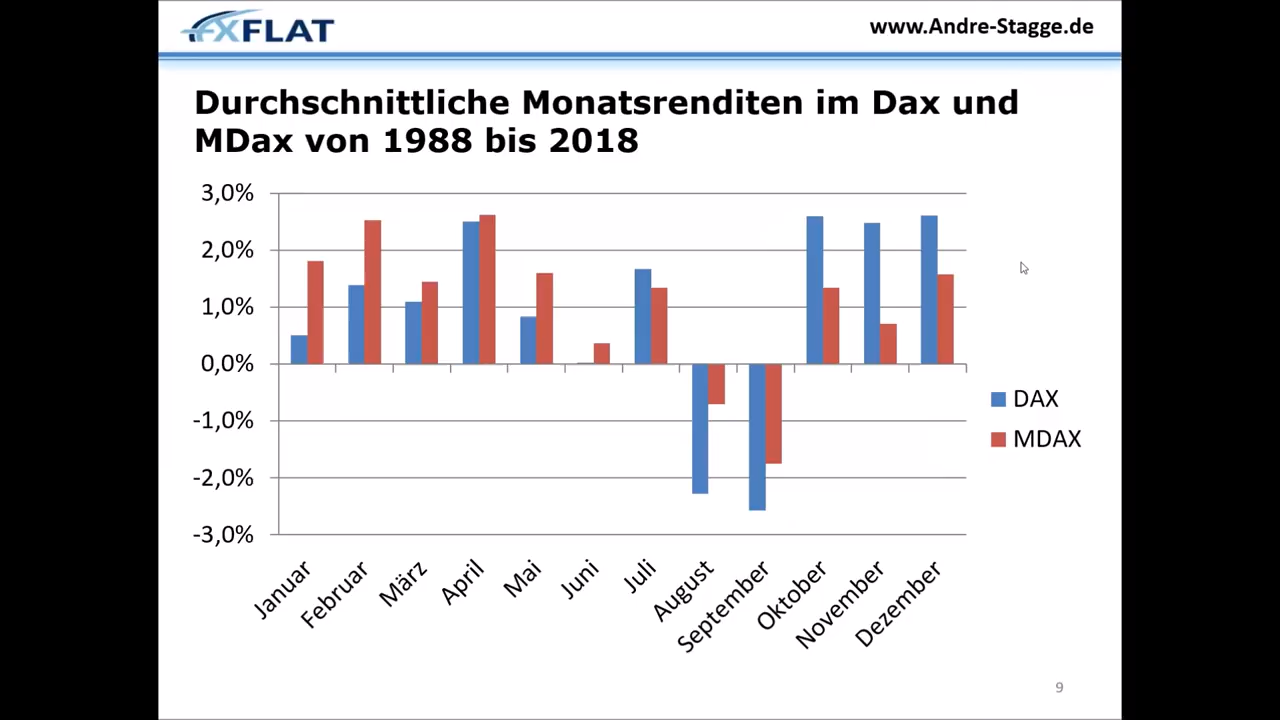 FXFLAT
www.Andre-Stagge.de
Durchschnittliche Monatsrenditen im Dax und
MDax von 1988 bis 2018
3,0%
2,0%
1,0%
0,0%
-1,0%
-2,0%
-3,0%
Januar
Februar
März
April
Mai
Juni
Juli
August
September
Oktober
November
Dezember
DAX
MDAX
9